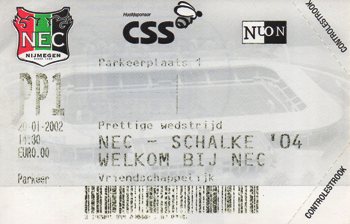 NEC
NIJMEGEN
Hoofdsponsor
CSS
NUON
CONTROLESTROOK
Parkeerplaats 1
PP1
20-01-2002
14:30
EUR0.00
Prettige wedstrijd
NEC - SCHALKE '04
WELKOM BIJ NEC
Parkeer
Vriendschappelijk
CONTROLESTROOK